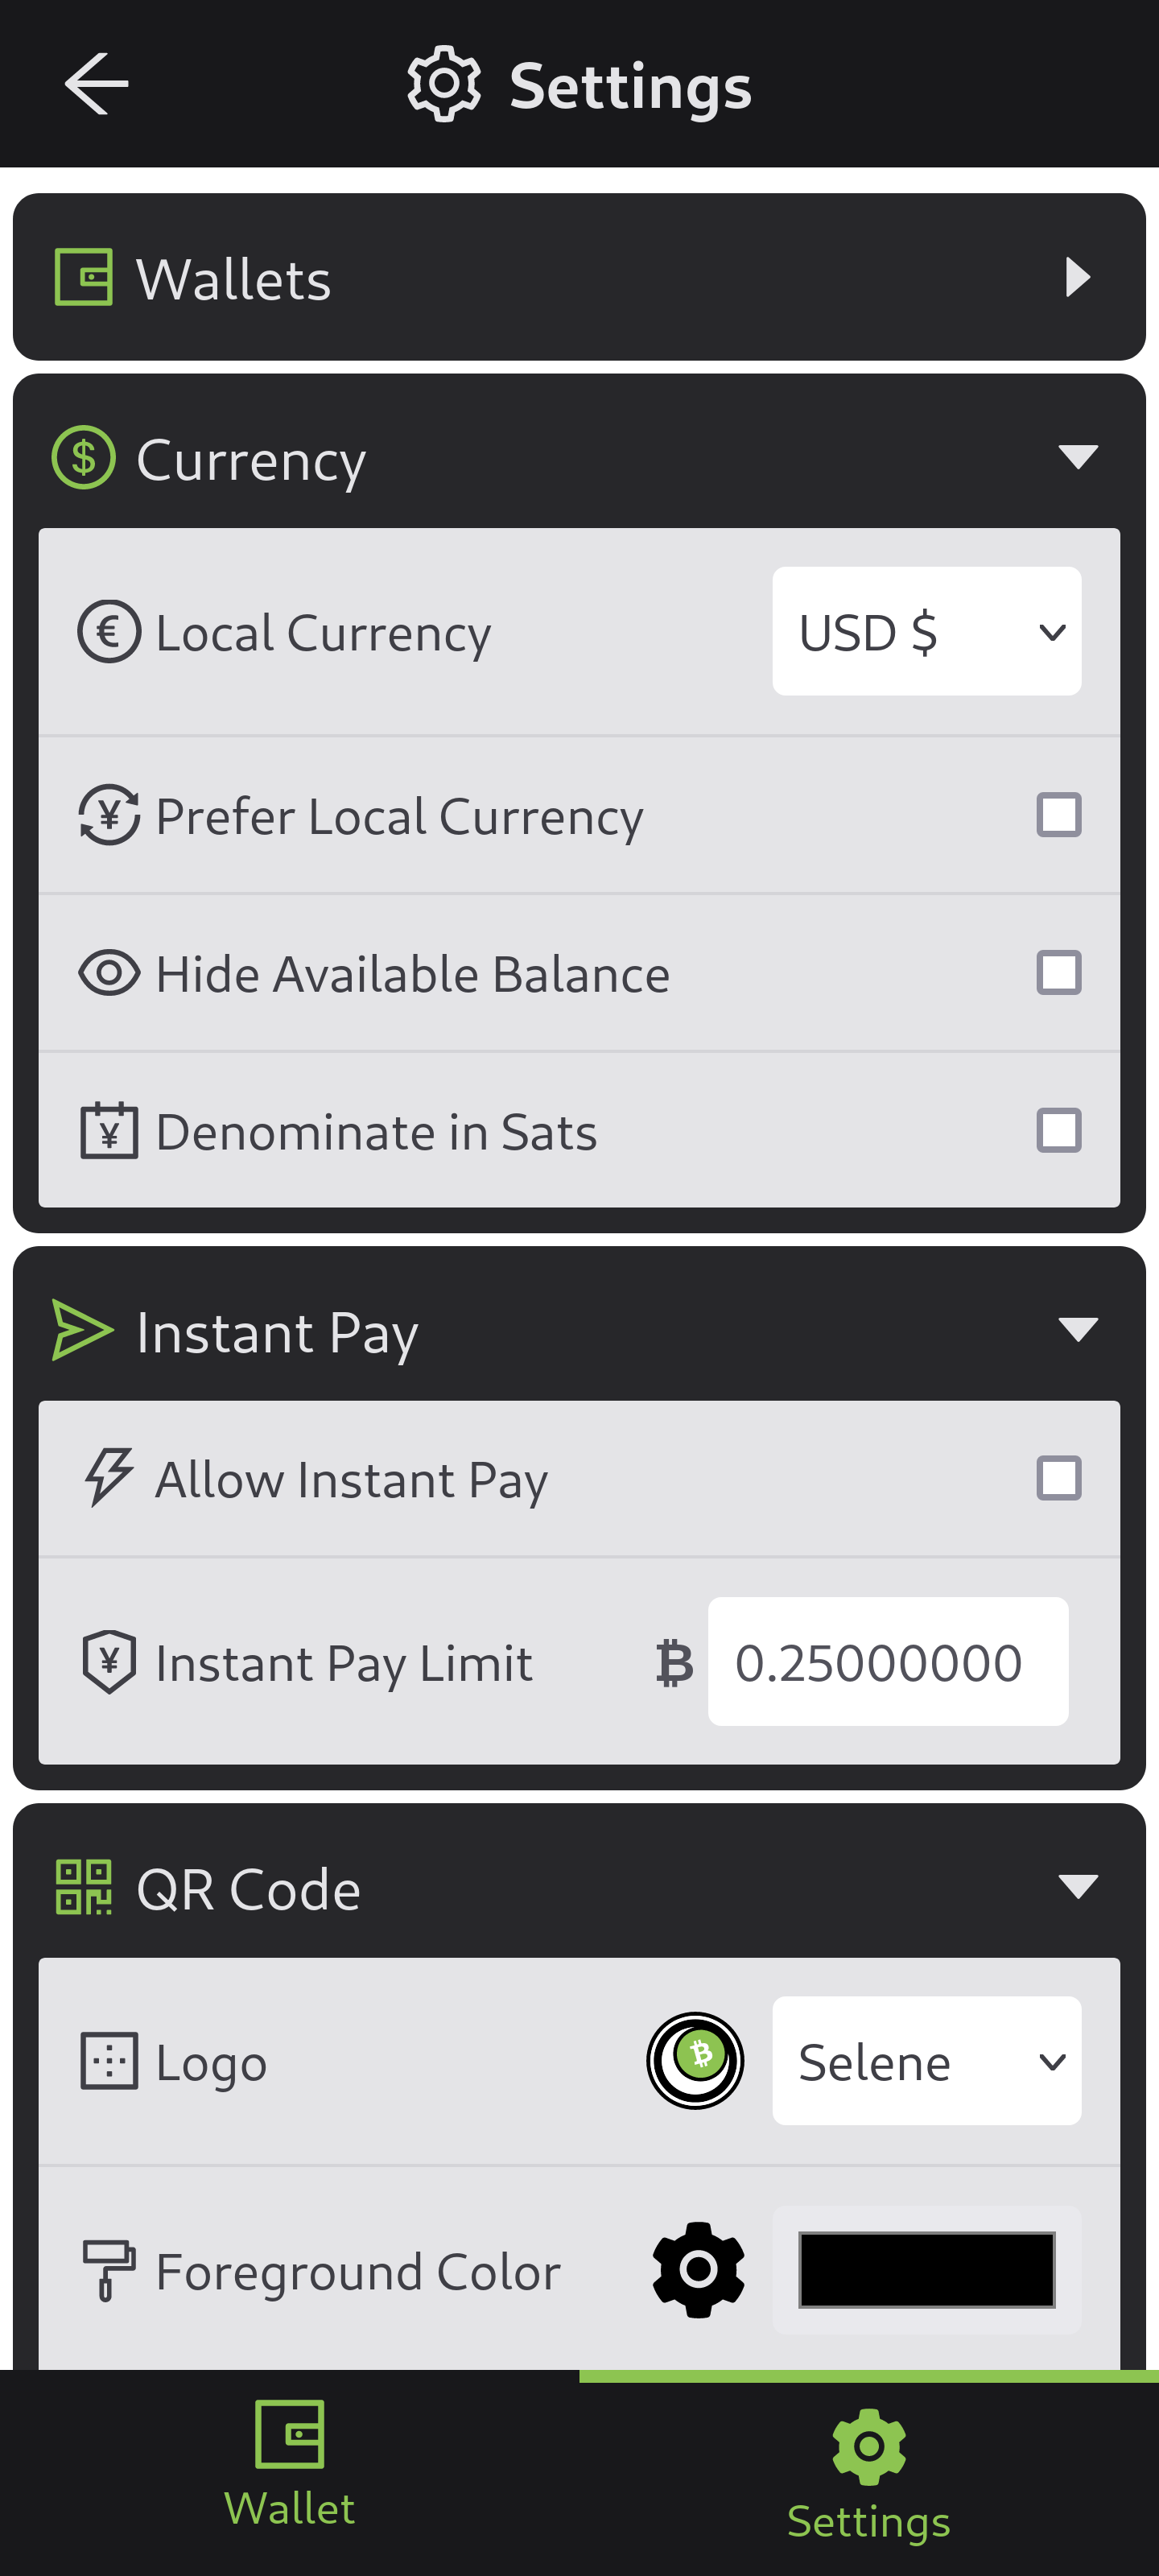 Settings
Wallets
Currency
Local Currency USD $
Prefer Local Currency
Hide Available Balance
Denominate in Sats
Instant Pay
Allow Instant Pay
Instant Pay Limit ₿ 0.25000000
QR Code
Logo Selene
Foreground Color
Wallet
Settings